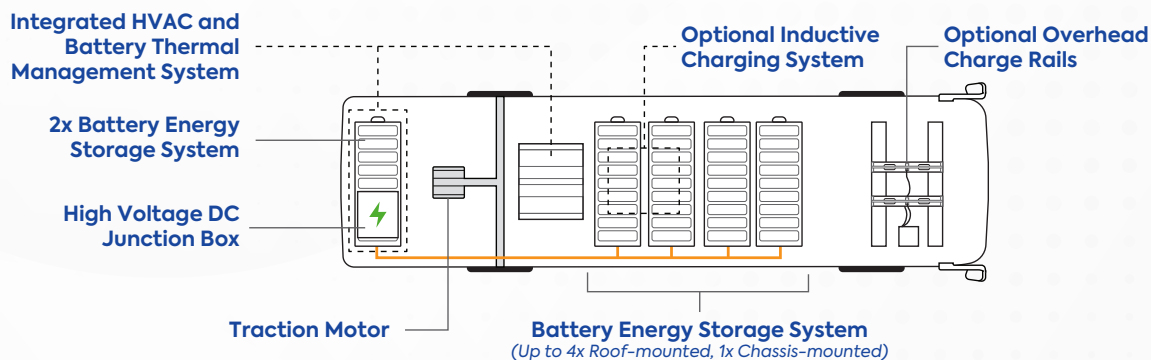 Integrated HVAC and
Battery Thermal
Management System
Optional Inductive
Charging System
Optional Overhead
Charge Rails
2x Battery Energy
Storage System
High Voltage DC
Junction Box
Traction Motor
Battery Energy Storage System
(Up to 4x Roof-mounted, 1x Chassis-mounted)